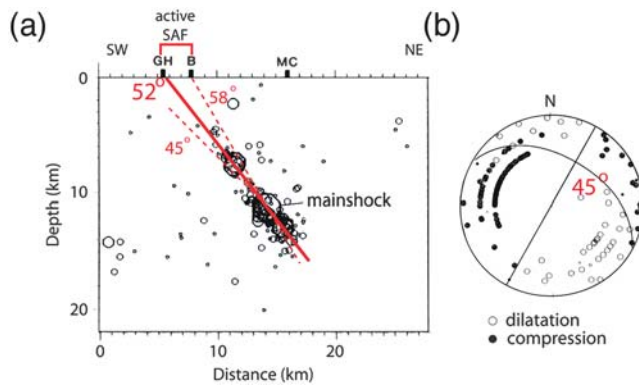 (a)
active
SAF
SW
GH
B
MC
NE
0
52°
58°
45°
10
mainshock
20
Depth (km)
0
10
20
Distance (km)
(b)
N
45°
○ dilatation
● compression